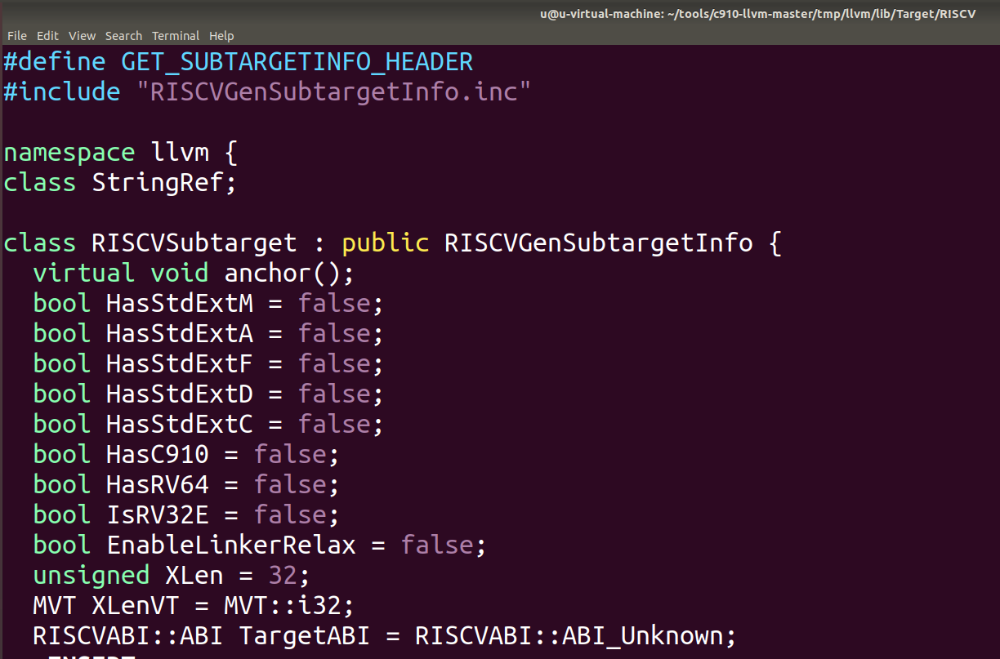 u@u-virtual-machine: ~/tools/c910-llvm-master/tmp/llvm/lib/Target/RISCV
File Edit View Search Terminal Help
#define GET_SUBTARGETINFO_HEADER
#include "RISCVGenSubtargetInfo.inc"
namespace llvm {
class StringRef;
class RISCVSubtarget : public RISCVGenSubtargetInfo {
  virtual void anchor();
  bool HasStdExtM = false;
  bool HasStdExtA = false;
  bool HasStdExtF = false;
  bool HasStdExtD = false;
  bool HasStdExtC = false;
  bool HasC910 = false;
  bool HasRV64 = false;
  bool IsRV32E = false;
  bool EnableLinkerRelax = false;
  unsigned XLen = 32;
  MVT XLenVT = MVT::i32;
  RISCVABI::ABI TargetABI = RISCVABI::ABI_Unknown;